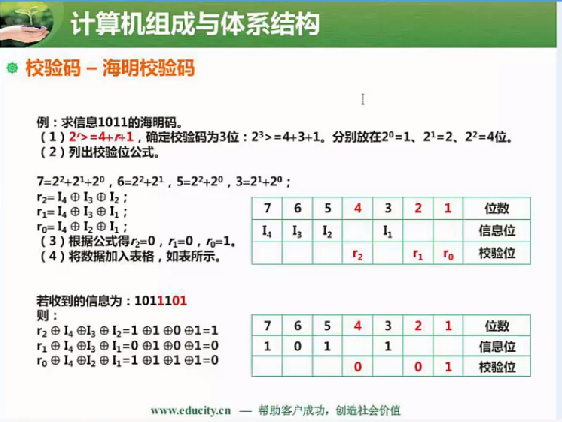 计算机组成与体系结构
校验码 – 海明校验码
例：求信息1011的海明码。
（1）2ʳ>=4+r+1，确定校验码为3位：2³>=4+3+1。分别放在2⁰=1、2¹=2、2²=4位。
（2）列出校验位公式。
7=2²+2¹+2⁰，6=2²+2¹，5=2²+2⁰，3=2¹+2⁰；
r₂= I₄ ⊕ I₃ ⊕ I₂；
r₁= I₄ ⊕ I₃ ⊕ I₁；
r₀= I₄ ⊕ I₂ ⊕ I₁；
（3）根据公式得r₂=0，r₁=0，r₀=1。
（4）将数据加入表格，如表所示。
7 6 5 4 3 2 1 位数
I₄ I₃ I₂ I₁ 信息位
r₂ r₁ r₀ 校验位
若收到的信息为：1011101
则：
r₂ ⊕ I₄ ⊕I₃ ⊕ I₂=1 ⊕1 ⊕0 ⊕1=1
r₁ ⊕ I₄ ⊕I₃ ⊕ I₁=0 ⊕1 ⊕0 ⊕1=0
r₀ ⊕ I₄ ⊕I₂ ⊕ I₁=1 ⊕1 ⊕1 ⊕1=0
7 6 5 4 3 2 1 位数
1 0 1 1 信息位
0 0 1 校验位
www.educity.cn — 帮助客户成功，创造社会价值